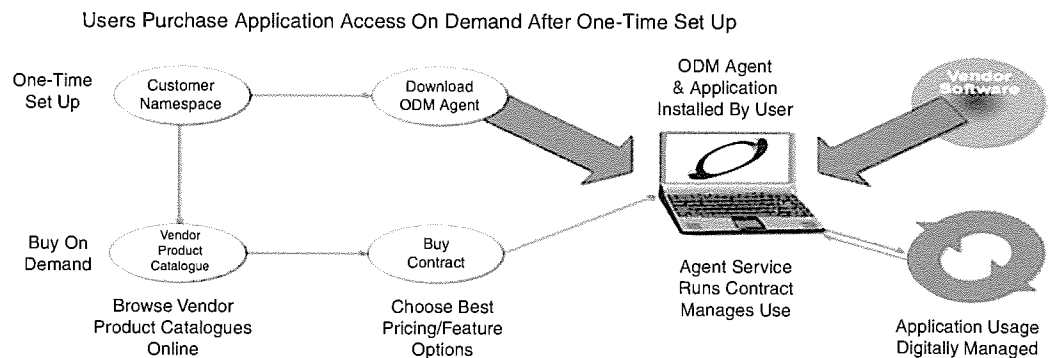 Users Purchase Application Access On Demand After One-Time Set Up
One-Time
Set Up
Customer
Namespace
Download
ODM Agent
ODM Agent
& Application
Installed By User
Vendor
Software
Buy On
Demand
Vendor
Product
Catalogue
Buy
Contract
Browse Vendor
Product Catalogues
Online
Choose Best
Pricing/Feature
Options
Agent Service
Runs Contract
Manages Use
Application Usage
Digitally Managed